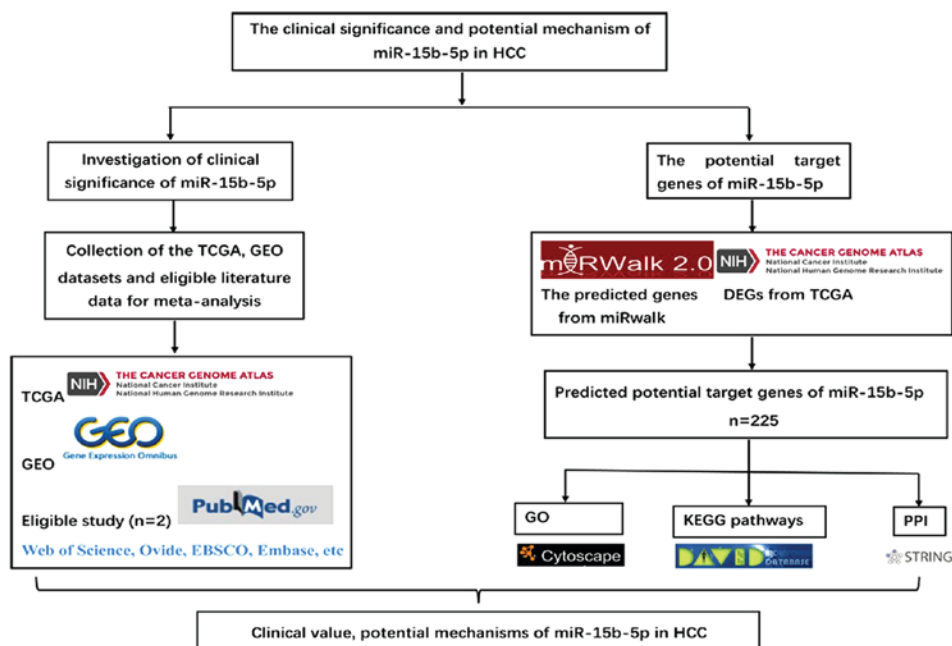 The clinical significance and potential mechanism of
miR-15b-5p in HCC
Investigation of clinical
significance of miR-15b-5p
Collection of the TCGA, GEO
datasets and eligible literature
data for meta-analysis
TCGA
NIH
THE CANCER GENOME ATLAS
National Cancer Institute
National Human Genome Research Institute
GEO
Gene Expression Omnibus
GEO
PubMed.gov
Eligible study (n=2)
Web of Science, Ovide, EBSCO, Embase, etc
The potential target
genes of miR-15b-5p
miRWalk 2.0
NIH
THE CANCER GENOME ATLAS
National Cancer Institute
National Human Genome Research Institute
The predicted genes
from miRwalk
DEGs from TCGA
Predicted potential target genes of miR-15b-5p
n=225
GO
Cytoscape
KEGG pathways
DAVID
DATABASE
PPI
STRING
Clinical value, potential mechanisms of miR-15b-5p in HCC